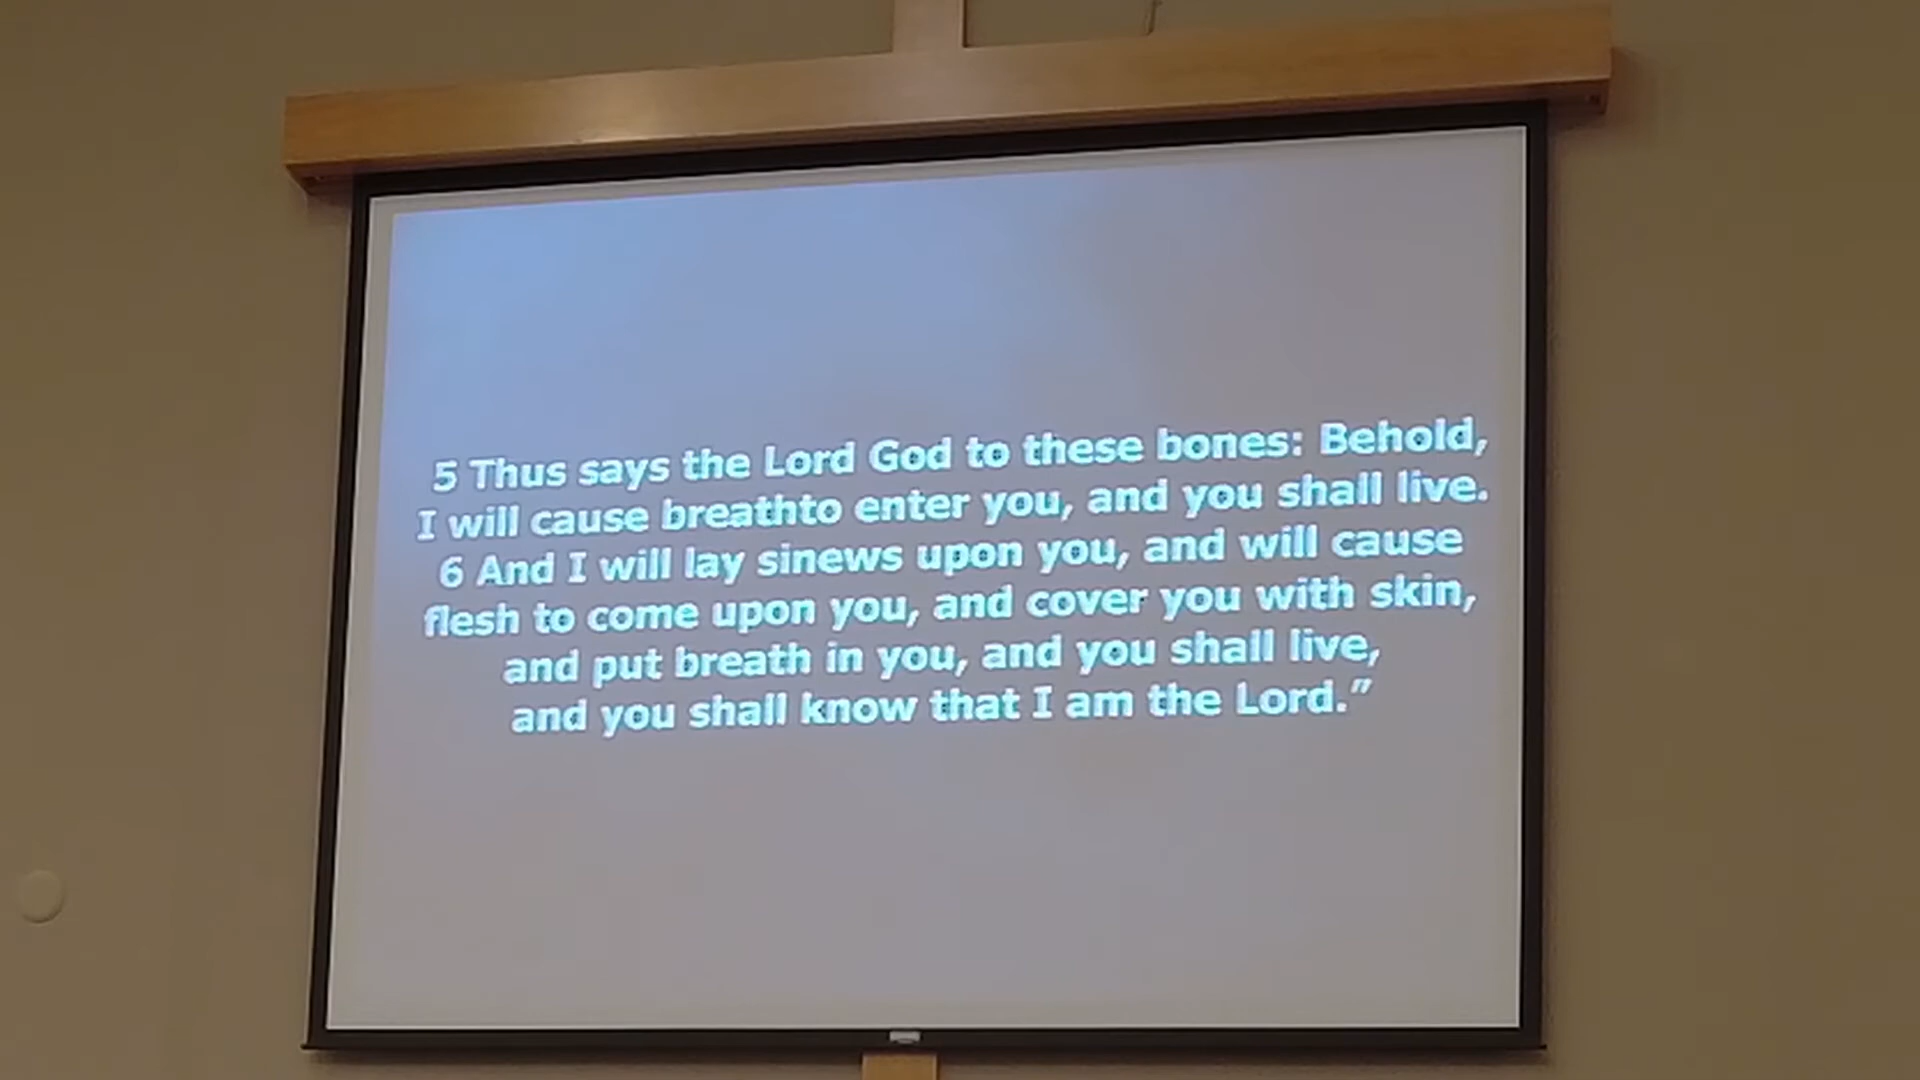 5 Thus says the Lord God to these bones: Behold,
I will cause breathto enter you, and you shall live.
6 And I will lay sinews upon you, and will cause
flesh to come upon you, and cover you with skin,
and put breath in you, and you shall live,
and you shall know that I am the Lord.”